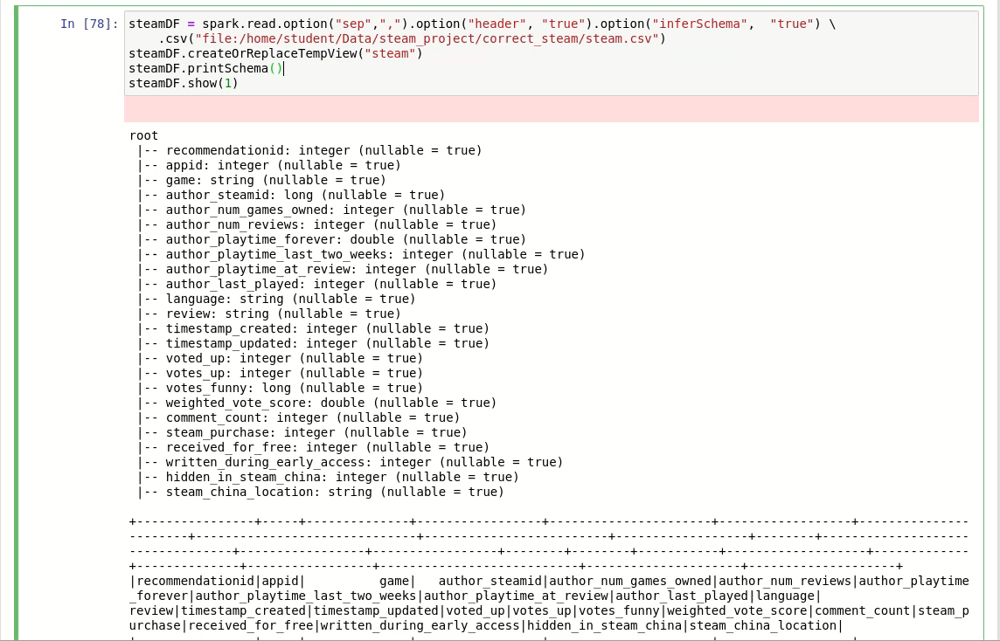 In [78]:
steamDF = spark.read.option("sep",",").option("header", "true").option("inferSchema",  "true") \
    .csv("file:/home/student/Data/steam_project/correct_steam/steam.csv")
steamDF.createOrReplaceTempView("steam")
steamDF.printSchema()
steamDF.show(1)
root
 |-- recommendationid: integer (nullable = true)
 |-- appid: integer (nullable = true)
 |-- game: string (nullable = true)
 |-- author_steamid: long (nullable = true)
 |-- author_num_games_owned: integer (nullable = true)
 |-- author_num_reviews: integer (nullable = true)
 |-- author_playtime_forever: double (nullable = true)
 |-- author_playtime_last_two_weeks: integer (nullable = true)
 |-- author_playtime_at_review: integer (nullable = true)
 |-- author_last_played: integer (nullable = true)
 |-- language: string (nullable = true)
 |-- review: string (nullable = true)
 |-- timestamp_created: integer (nullable = true)
 |-- timestamp_updated: integer (nullable = true)
 |-- voted_up: integer (nullable = true)
 |-- votes_up: integer (nullable = true)
 |-- votes_funny: long (nullable = true)
 |-- weighted_vote_score: double (nullable = true)
 |-- comment_count: integer (nullable = true)
 |-- steam_purchase: integer (nullable = true)
 |-- received_for_free: integer (nullable = true)
 |-- written_during_early_access: integer (nullable = true)
 |-- hidden_in_steam_china: integer (nullable = true)
 |-- steam_china_location: string (nullable = true)
+----------------+-----+--------------+-----------------+----------------------+------------------+---------------
--------+------------------------------+-------------------------+------------------+--------+--------------------
--------------+-----------------+-----------------+--------+--------+-----------+-------------------+-------------
+--------------+-----------------+---------------------------+---------------------+--------------------+
|recommendationid|appid|          game|   author_steamid|author_num_games_owned|author_num_reviews|author_playtime
_forever|author_playtime_last_two_weeks|author_playtime_at_review|author_last_played|language|
review|timestamp_created|timestamp_updated|voted_up|votes_up|votes_funny|weighted_vote_score|comment_count|steam_p
urchase|received_for_free|written_during_early_access|hidden_in_steam_china|steam_china_location|